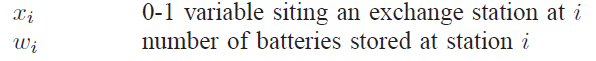 x_i 0-1 variable siting an exchange station at i
w_i number of batteries stored at station i